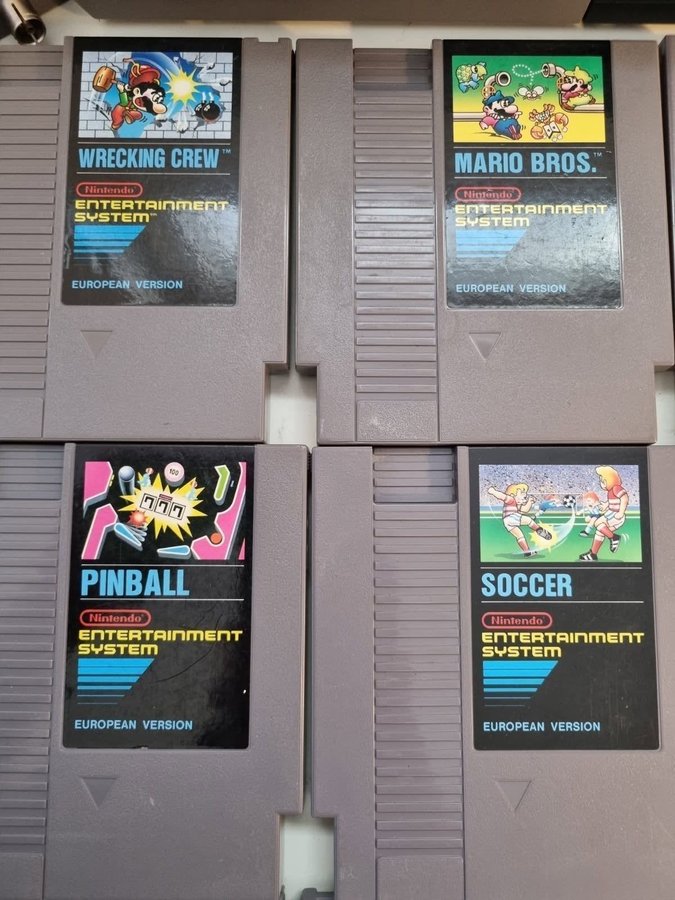 WRECKING CREW™
Nintendo®
ENTERTAINMENT
SYSTEM™
EUROPEAN VERSION
MARIO BROS.™
Nintendo®
ENTERTAINMENT
SYSTEM
EUROPEAN VERSION
100
777
PINBALL
Nintendo®
ENTERTAINMENT
SYSTEM
EUROPEAN VERSION
SOCCER
Nintendo®
ENTERTAINMENT
SYSTEM
EUROPEAN VERSION